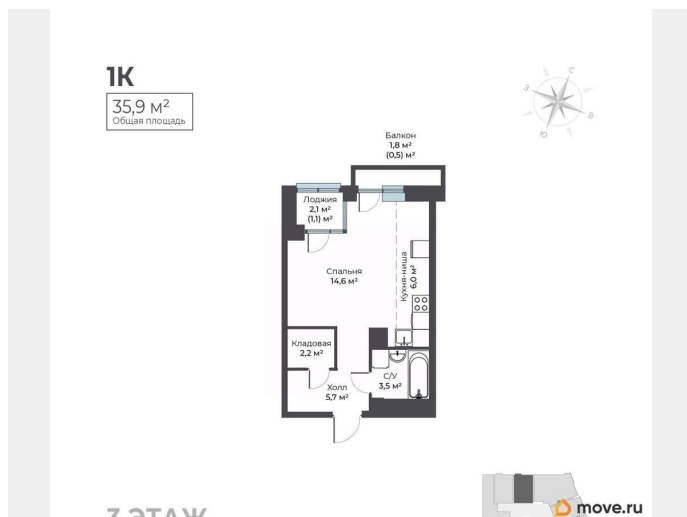 1К
35,9 м²
Общая площадь
С
З
В
Ю
Балкон
1,8 м²
(0,5) м²
Лоджия
2,1 м²
(1,1) м²
Спальня
14,6 м²
Кухня-ниша
6,0 м²
Кладовая
2,2 м²
С/У
3,5 м²
Холл
5,7 м²
3 ЭТАЖ
move.ru